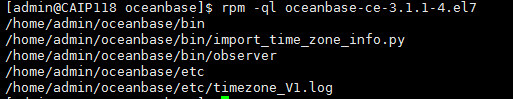 [admin@CAIP118 oceanbase]$ rpm -ql oceanbase-ce-3.1.1-4.el7
/home/admin/oceanbase/bin
/home/admin/oceanbase/bin/import_time_zone_info.py
/home/admin/oceanbase/bin/observer
/home/admin/oceanbase/etc
/home/admin/oceanbase/etc/timezone_V1.log